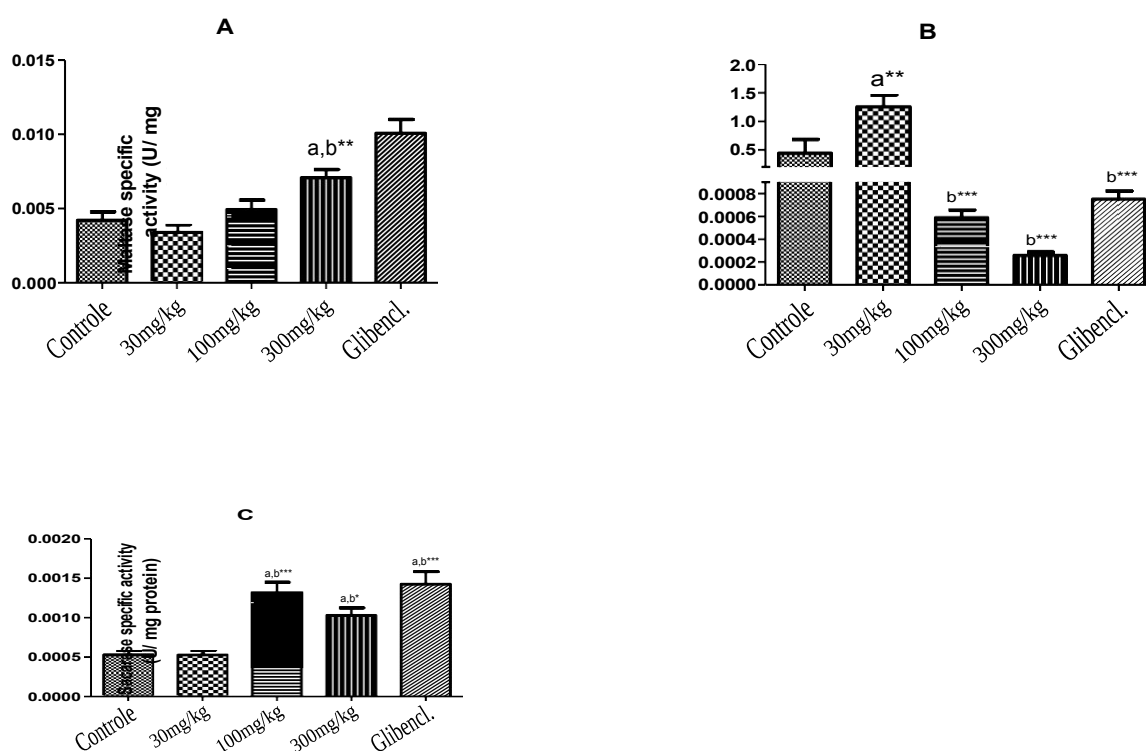 A
0.015
0.010
0.005
0.000
Maltase specific
activity (U/ mg
a,b**
Controle
30mg/kg
100mg/kg
300mg/kg
Glibencl.
B
2.0
1.5
1.0
0.5
0.0008
0.0006
0.0004
0.0002
0.0000
a**
b***
b***
b***
Controle
30mg/kg
100mg/kg
300mg/kg
Glibencl.
C
0.0020
0.0015
0.0010
0.0005
0.0000
Sacarase specific activity
(U/ mg protein)
a,b***
a,b*
a,b***
Controle
30mg/kg
100mg/kg
300mg/kg
Glibencl.